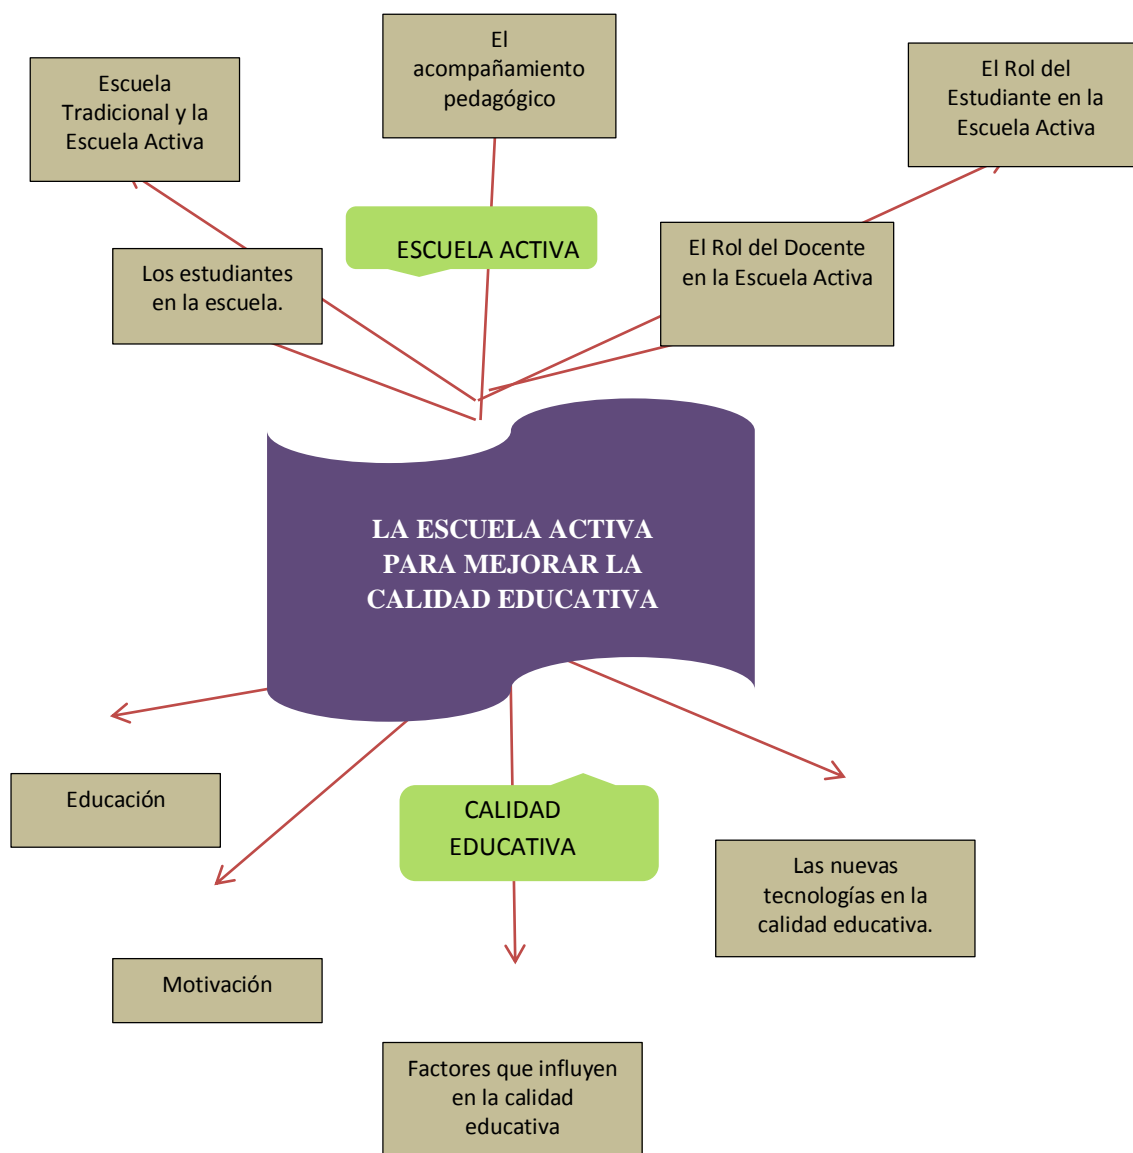 El
acompañamiento
pedagógico
Escuela
Tradicional y la
Escuela Activa
El Rol del
Estudiante en la
Escuela Activa
ESCUELA ACTIVA
Los estudiantes
en la escuela.
El Rol del Docente
en la Escuela Activa
LA ESCUELA ACTIVA
PARA MEJORAR LA
CALIDAD EDUCATIVA
Educación
CALIDAD
EDUCATIVA
Las nuevas
tecnologías en la
calidad educativa.
Motivación
Factores que influyen
en la calidad
educativa